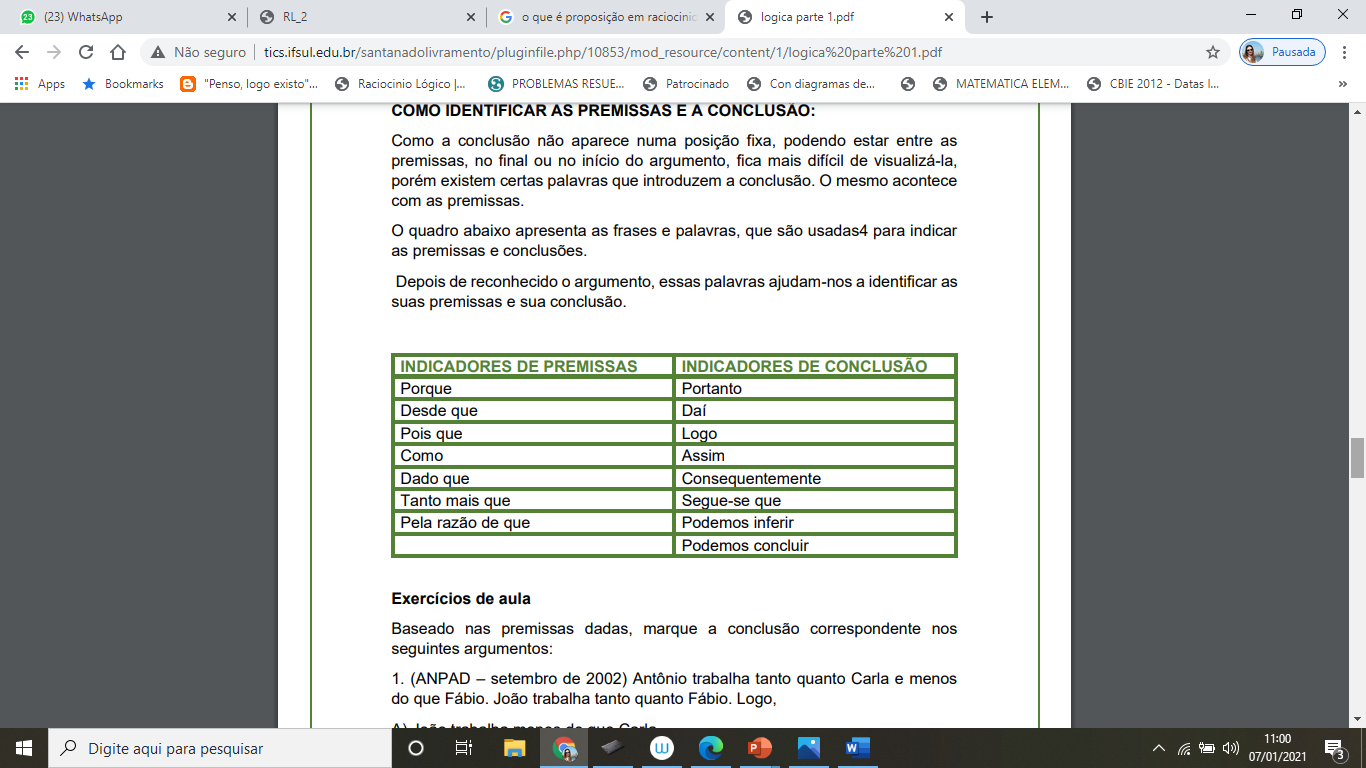 23 (23) WhatsApp
RL_2
o que é proposição em raciocinio
logica parte 1.pdf
Não seguro | tics.ifsul.edu.br/santanadolivramento/pluginfile.php/10853/mod_resource/content/1/logica%20parte%201.pdf
Pausada
Apps
Bookmarks
"Penso, logo existo"...
Raciocinio Lógico |...
PROBLEMAS RESUE...
Patrocinado
Con diagramas de...
MATEMATICA ELEM...
CBIE 2012 - Datas I...
»
COMO IDENTIFICAR AS PREMISSAS E A CONCLUSÃO:
Como a conclusão não aparece numa posição fixa, podendo estar entre as
premissas, no final ou no início do argumento, fica mais difícil de visualizá-la,
porém existem certas palavras que introduzem a conclusão. O mesmo acontece
com as premissas.
O quadro abaixo apresenta as frases e palavras, que são usadas4 para indicar
as premissas e conclusões.
Depois de reconhecido o argumento, essas palavras ajudam-nos a identificar as
suas premissas e sua conclusão.
INDICADORES DE PREMISSAS INDICADORES DE CONCLUSÃO
Porque Portanto
Desde que Daí
Pois que Logo
Como Assim
Dado que Consequentemente
Tanto mais que Segue-se que
Pela razão de que Podemos inferir
Podemos concluir
Exercícios de aula
Baseado nas premissas dadas, marque a conclusão correspondente nos
seguintes argumentos:
1. (ANPAD – setembro de 2002) Antônio trabalha tanto quanto Carla e menos
do que Fábio. João trabalha tanto quanto Fábio. Logo,
A) João trabalha menos do que Carla
Digite aqui para pesquisar
11:00
07/01/2021
3